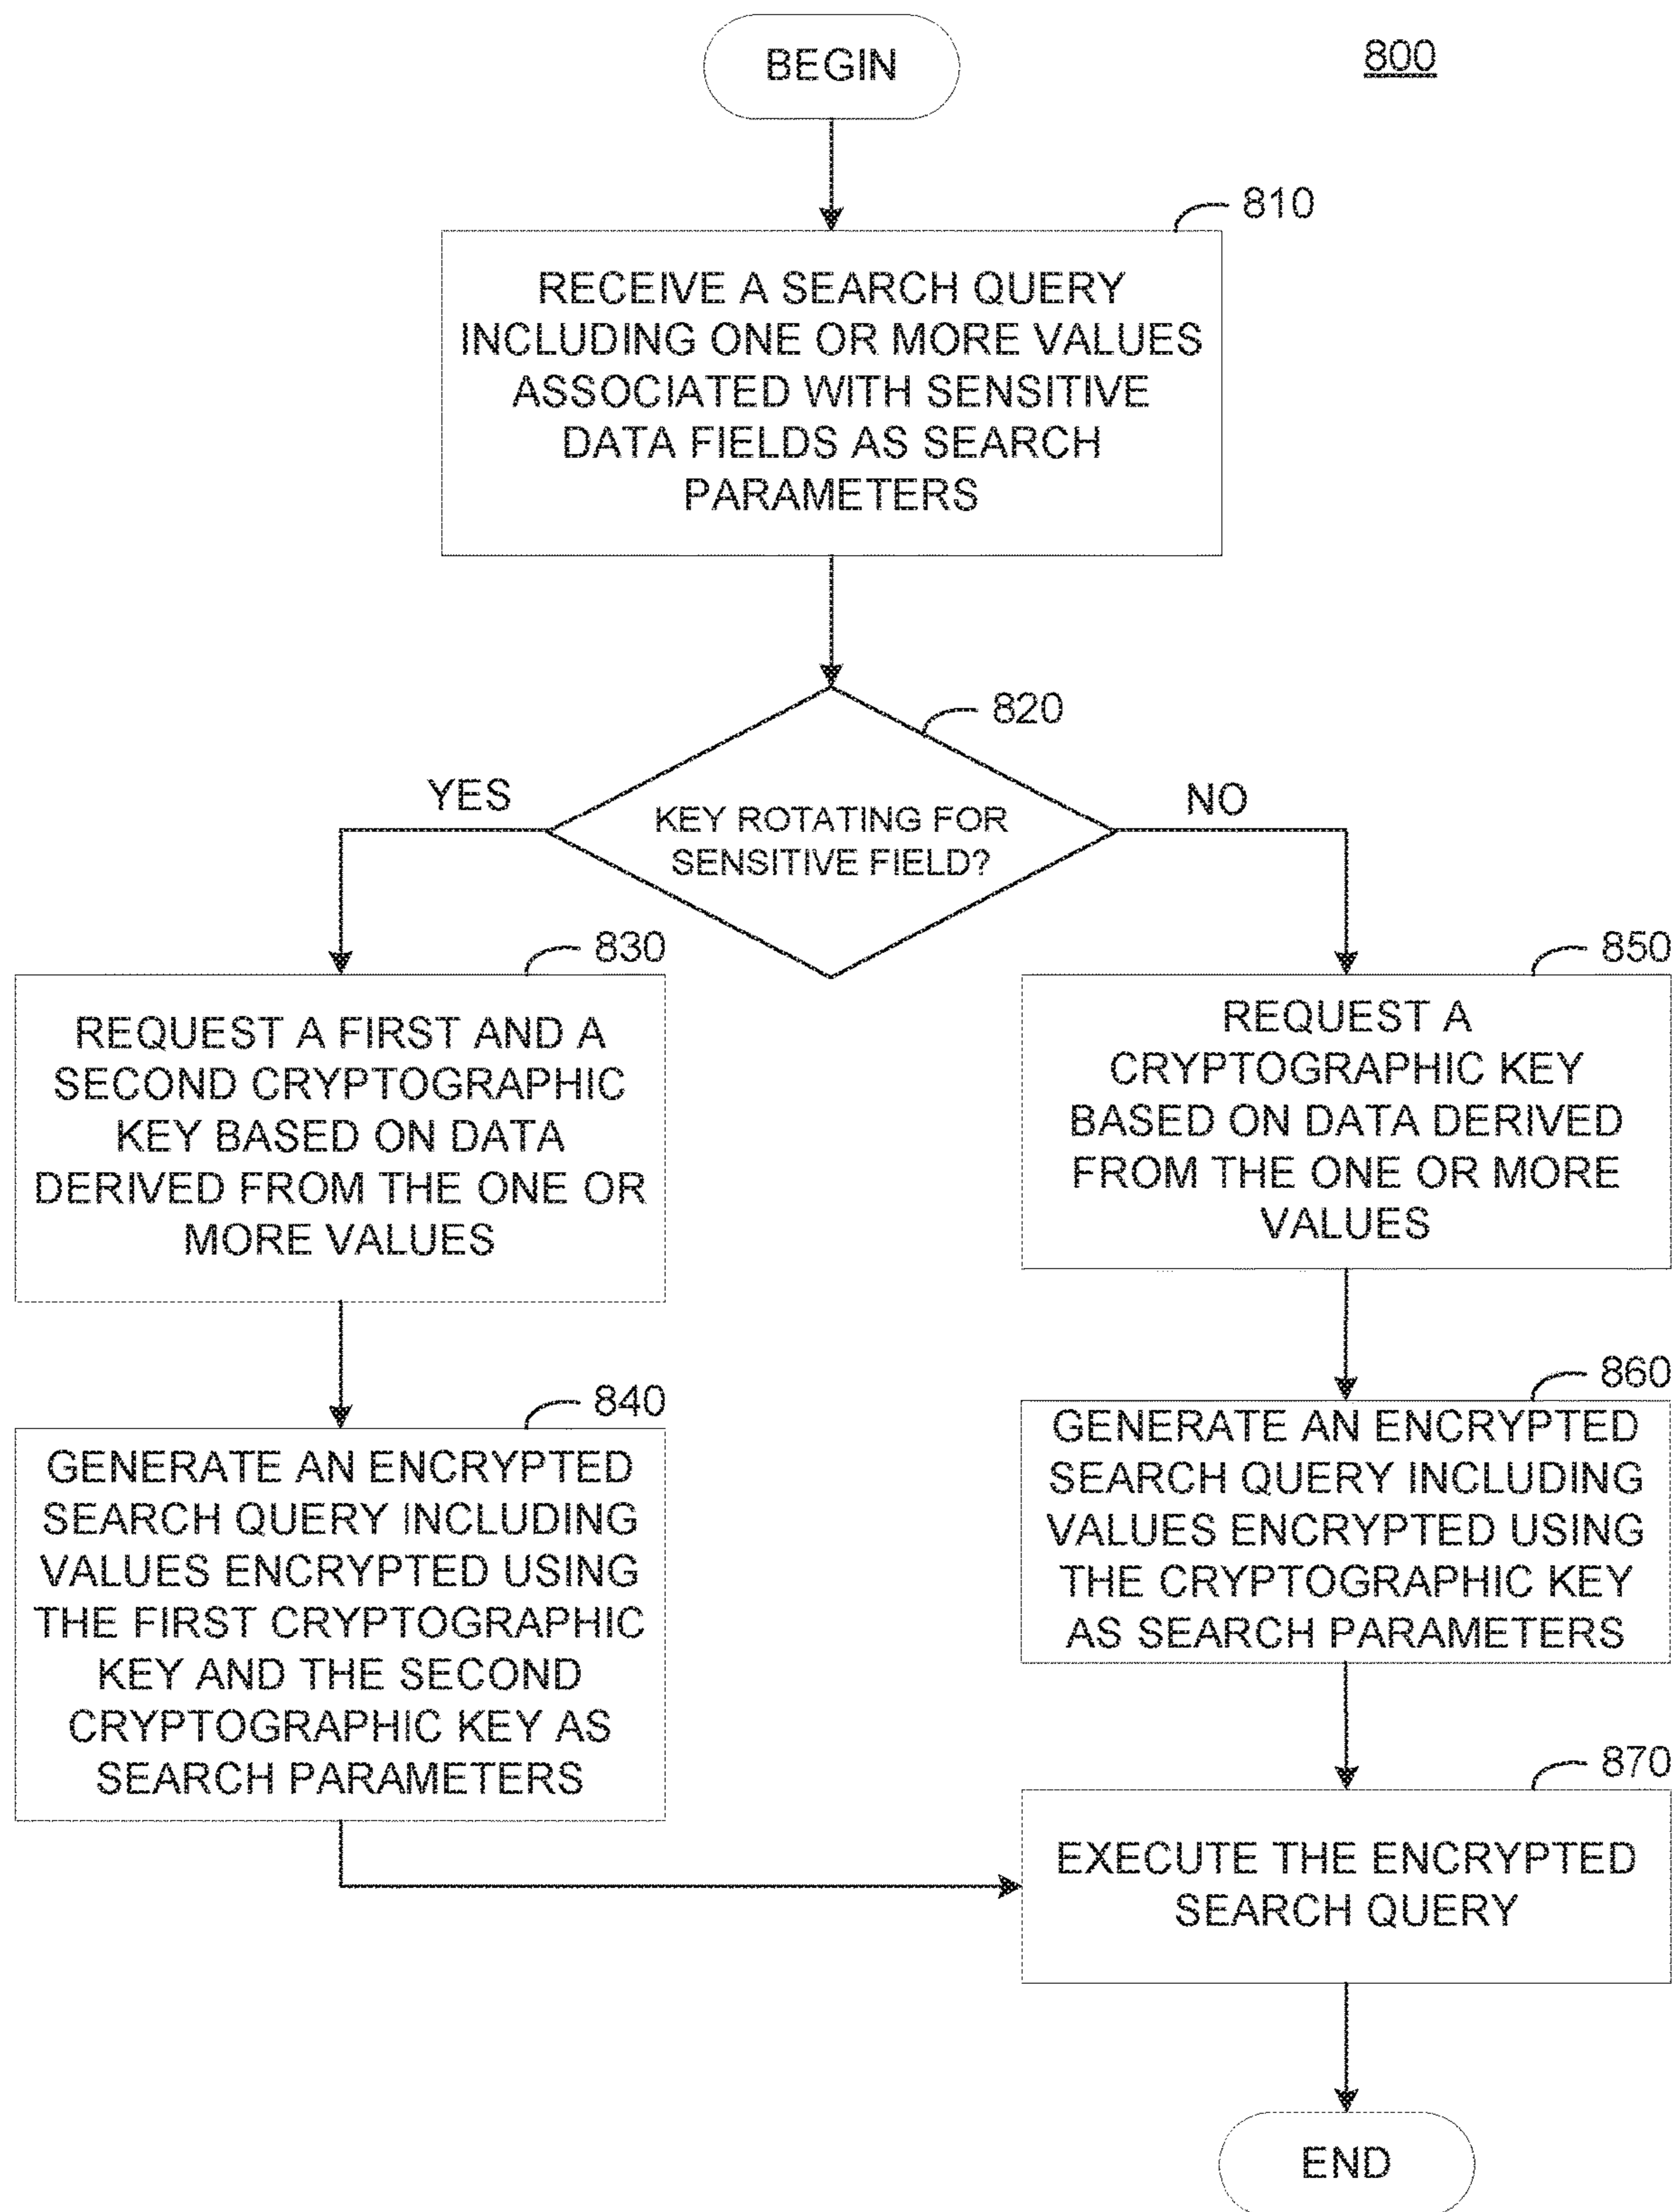 BEGIN
800
810
RECEIVE A SEARCH QUERY
INCLUDING ONE OR MORE VALUES
ASSOCIATED WITH SENSITIVE
DATA FIELDS AS SEARCH
PARAMETERS
820
YES
NO
KEY ROTATING FOR
SENSITIVE FIELD?
830
REQUEST A FIRST AND A
SECOND CRYPTOGRAPHIC
KEY BASED ON DATA
DERIVED FROM THE ONE OR
MORE VALUES
850
REQUEST A
CRYPTOGRAPHIC KEY
BASED ON DATA DERIVED
FROM THE ONE OR MORE
VALUES
840
GENERATE AN ENCRYPTED
SEARCH QUERY INCLUDING
VALUES ENCRYPTED USING
THE FIRST CRYPTOGRAPHIC
KEY AND THE SECOND
CRYPTOGRAPHIC KEY AS
SEARCH PARAMETERS
860
GENERATE AN ENCRYPTED
SEARCH QUERY INCLUDING
VALUES ENCRYPTED USING
THE CRYPTOGRAPHIC KEY
AS SEARCH PARAMETERS
870
EXECUTE THE ENCRYPTED
SEARCH QUERY
END